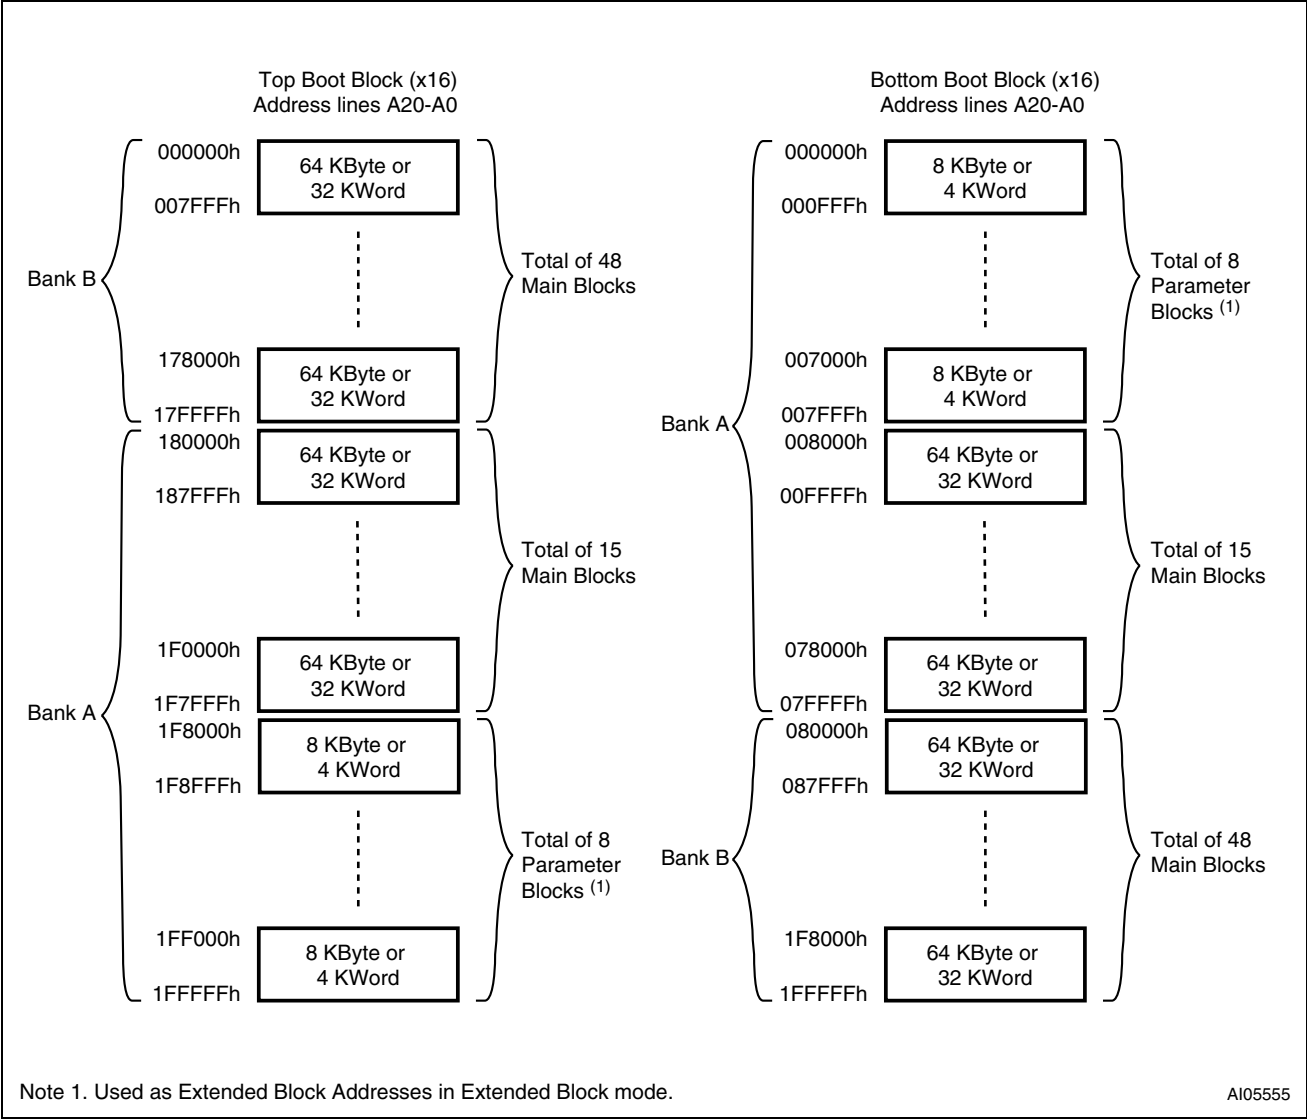 Top Boot Block (x16)
Address lines A20-A0
000000h
64 KByte or
32 KWord
007FFFh
Bank B
Total of 48
Main Blocks
178000h
64 KByte or
32 KWord
17FFFFh
180000h
64 KByte or
32 KWord
187FFFh
Total of 15
Main Blocks
1F0000h
64 KByte or
32 KWord
1F7FFFh
Bank A
1F8000h
8 KByte or
4 KWord
1F8FFFh
Total of 8
Parameter
Blocks (1)
1FF000h
8 KByte or
4 KWord
1FFFFFh
Bottom Boot Block (x16)
Address lines A20-A0
000000h
8 KByte or
4 KWord
000FFFh
Total of 8
Parameter
Blocks (1)
007000h
8 KByte or
4 KWord
007FFFh
Bank A
008000h
64 KByte or
32 KWord
00FFFFh
Total of 15
Main Blocks
078000h
64 KByte or
32 KWord
07FFFFh
080000h
64 KByte or
32 KWord
087FFFh
Bank B
Total of 48
Main Blocks
1F8000h
64 KByte or
32 KWord
1FFFFFh
Note 1. Used as Extended Block Addresses in Extended Block mode.
AI05555